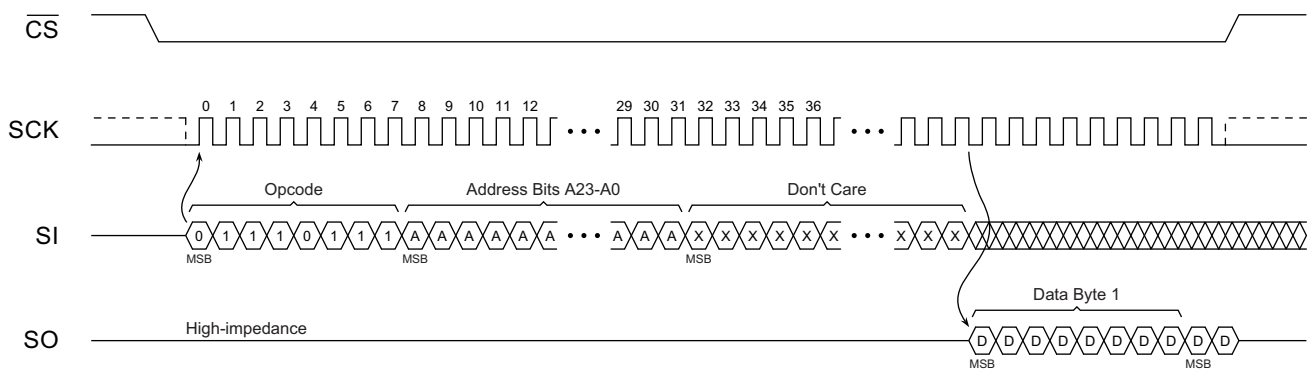 CS
0 1 2 3 4 5 6 7 8 9 10 11 12 29 30 31 32 33 34 35 36
SCK
Opcode Address Bits A23-A0 Don't Care
SI 0 1 1 1 0 1 1 1 A A A A A A ••• A A A X X X X X X ••• X X X
MSB MSB MSB
Data Byte 1
High-impedance
SO D D D D D D D D D D
MSB MSB